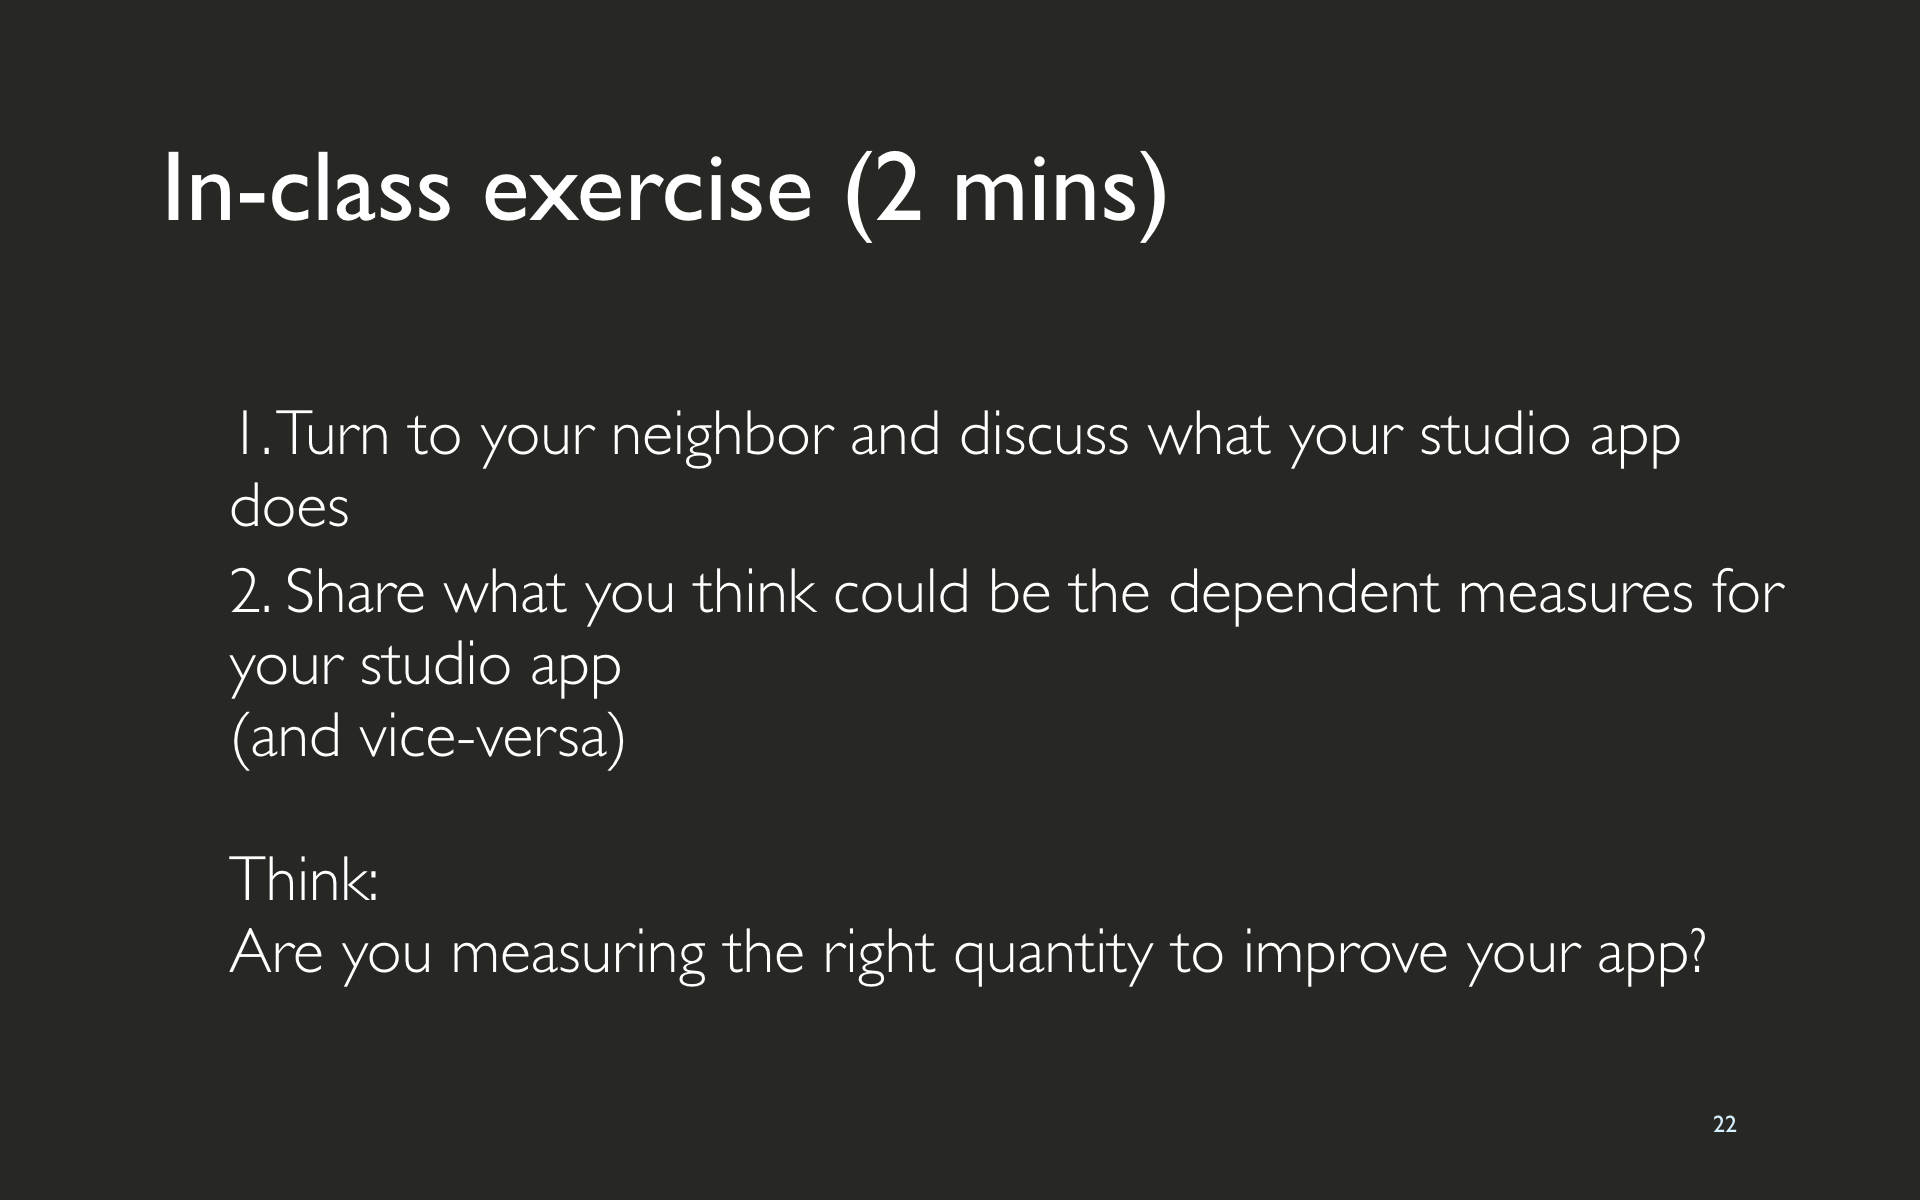 In-class exercise (2 mins)
1. Turn to your neighbor and discuss what your studio app
does
2. Share what you think could be the dependent measures for
your studio app
(and vice-versa)
Think:
Are you measuring the right quantity to improve your app?
22